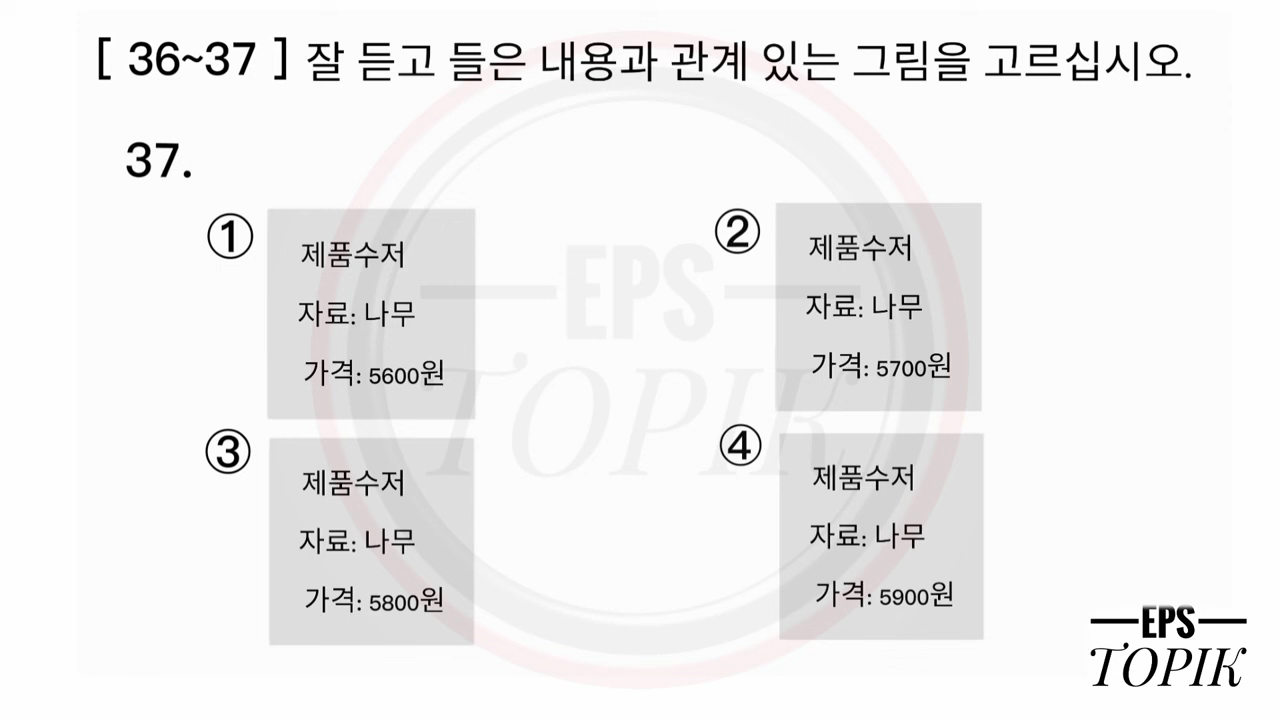 [ 36~37 ] 잘 듣고 들은 내용과 관계 있는 그림을 고르십시오.
37.
①
제품수저
자료: 나무
가격: 5600원
②
제품수저
자료: 나무
가격: 5700원
③
제품수저
자료: 나무
가격: 5800원
④
제품수저
자료: 나무
가격: 5900원
EPS
TOPIK
EPS
TOPIK